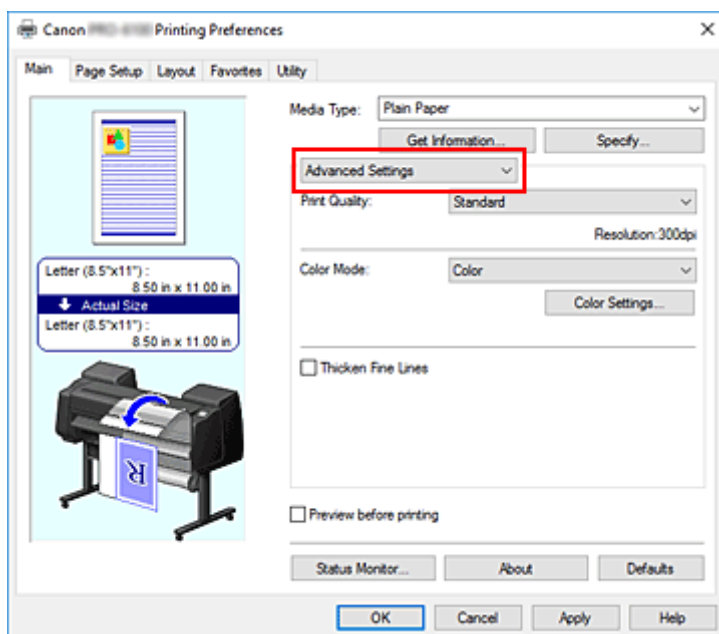 Canon Printing Preferences
Main Page Setup Layout Favorites Utility
Media Type: Plain Paper
Get Information... Specify...
Advanced Settings
Print Quality: Standard
Resolution:300dpi
Letter (8.5"x11") :
8.50 in x 11.00 in
Actual Size
Letter (8.5"x11") :
8.50 in x 11.00 in
Color Mode: Color
Color Settings...
Thicken Fine Lines
R
Preview before printing
Status Monitor... About Defaults
OK Cancel Apply Help